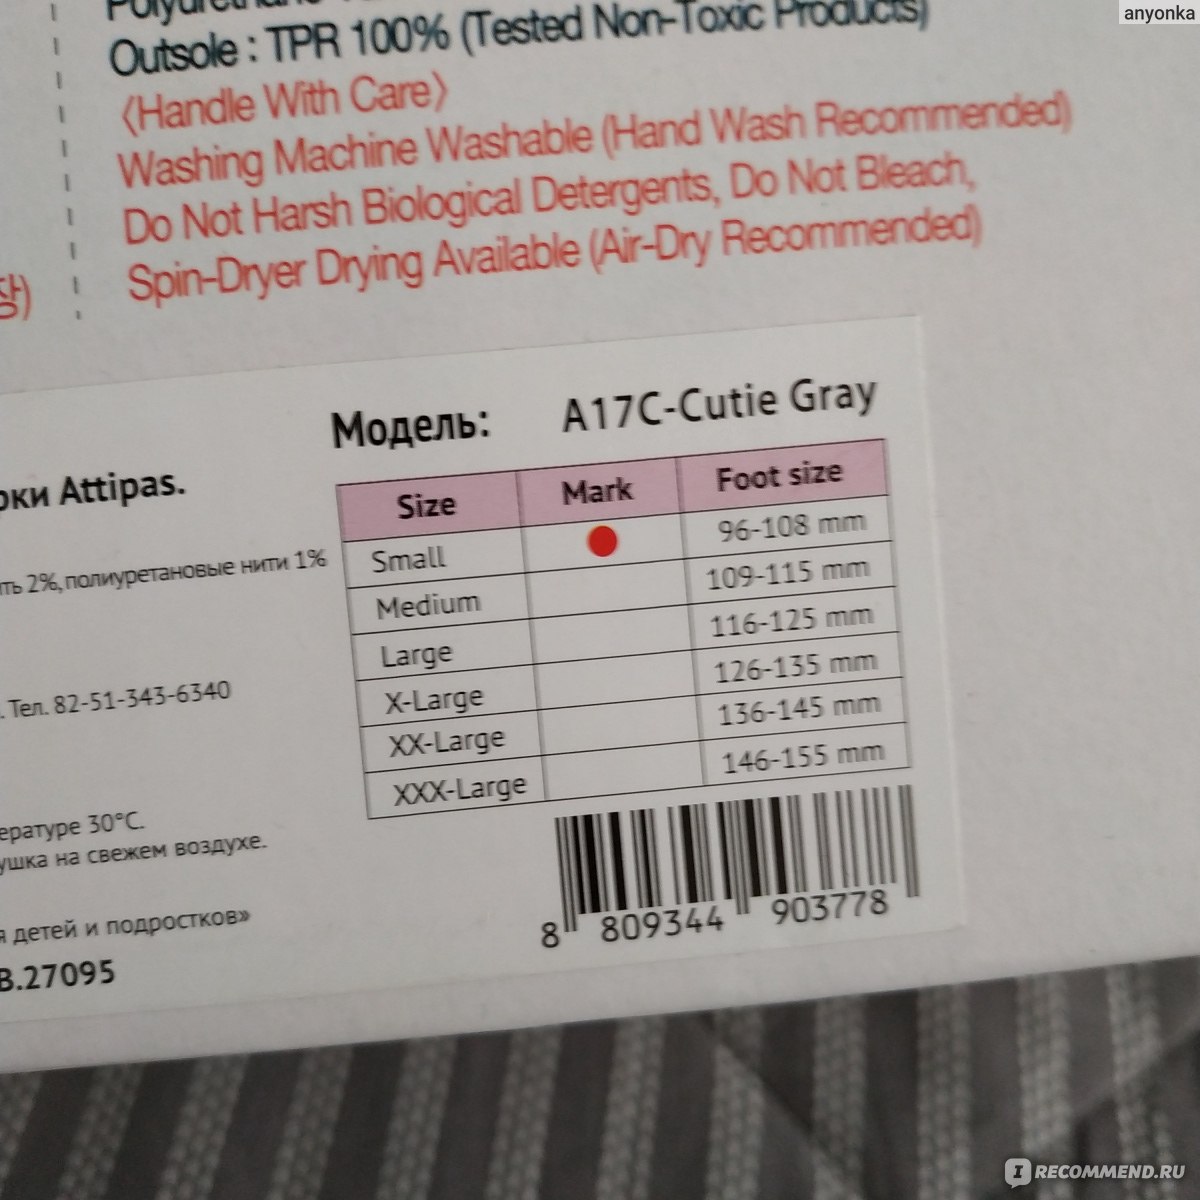 anyonka
Outsole : TPR 100% (Tested Non-Toxic Products)
〈Handle With Care〉
Washing Machine Washable (Hand Wash Recommended)
Do Not Harsh Biological Detergents, Do Not Bleach,
Spin-Dryer Drying Available (Air-Dry Recommended)
장)
Модель: A17C-Cutie Gray
Attipas.
2%, полиуретановые нити 1%
Тел. 82-51-343-6340
30°C.
на свежем воздухе.
детей и подростков»
В.27095
Size Mark Foot size
Small 96-108 mm
Medium 109-115 mm
Large 116-125 mm
X-Large 126-135 mm
XX-Large 136-145 mm
XXX-Large 146-155 mm
8 809344 903778
IRECOMMEND.RU